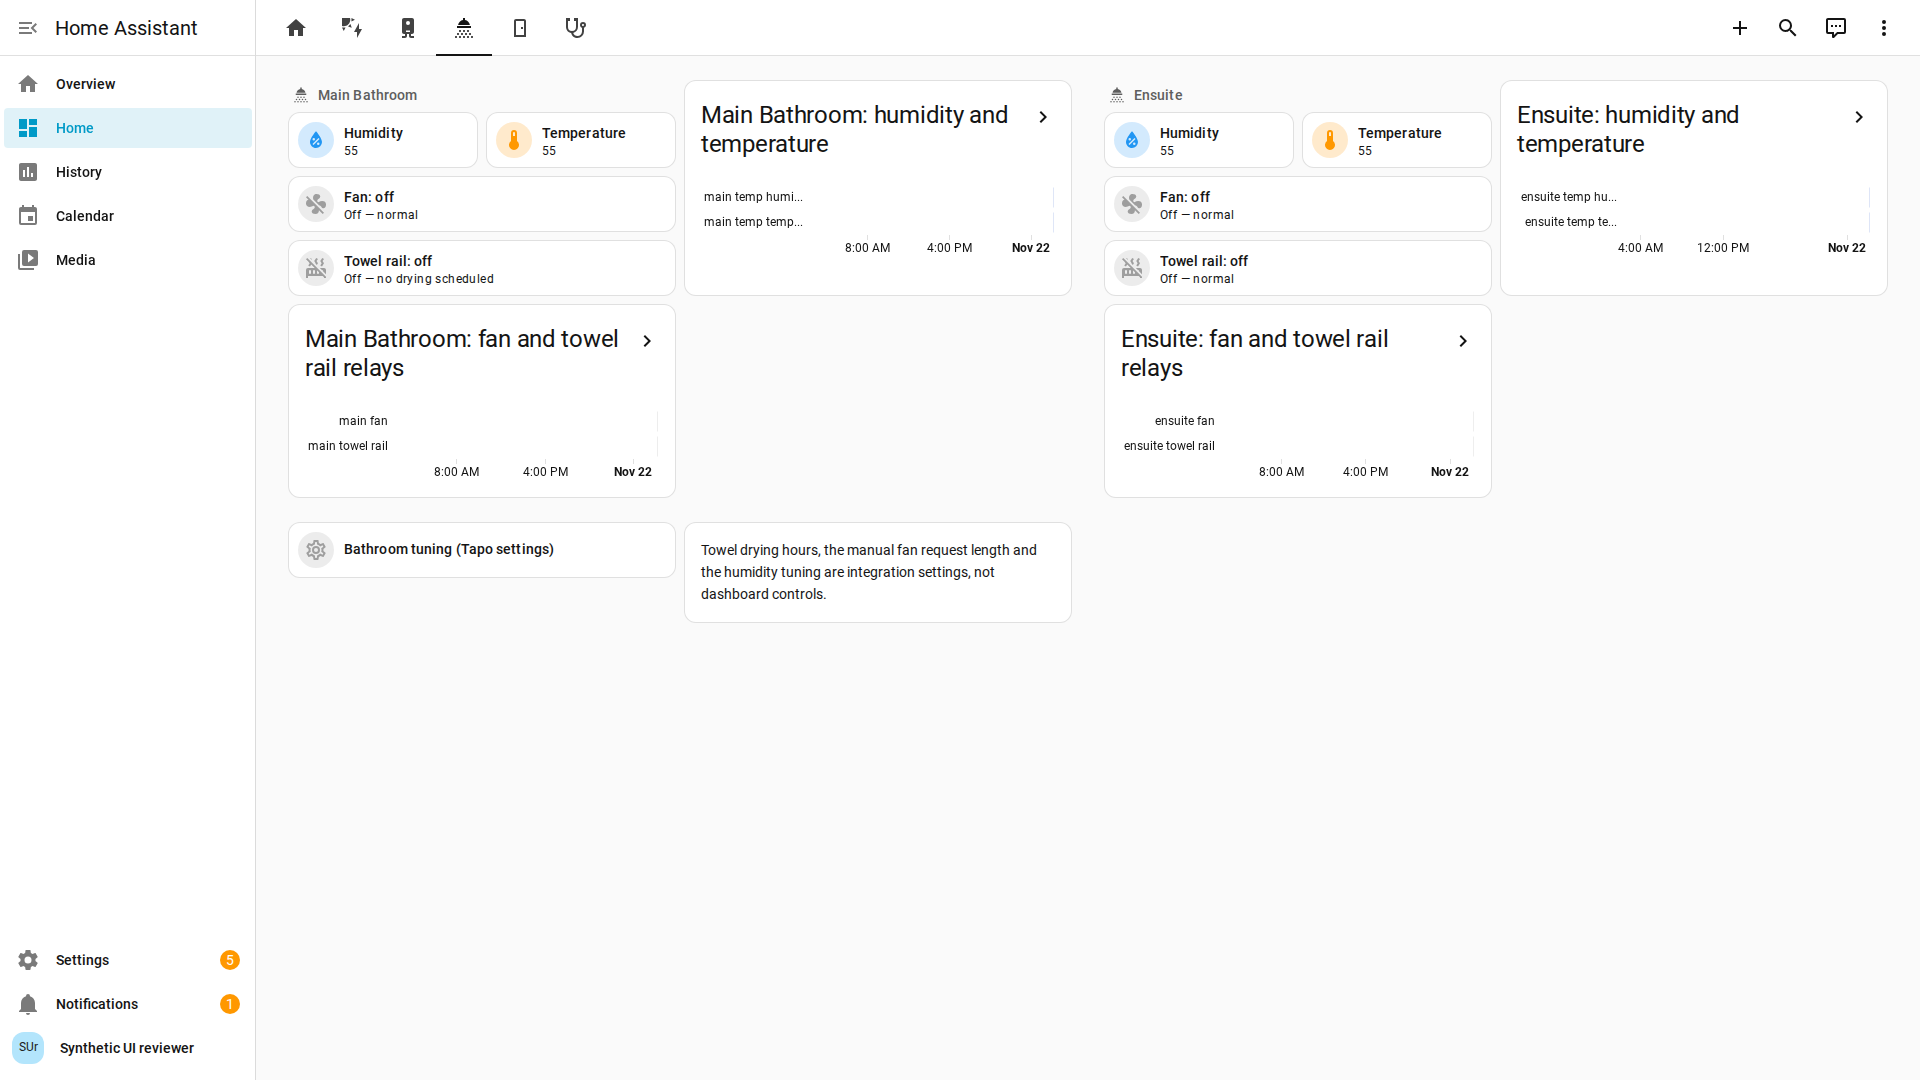 Home Assistant
Overview
Home
History
Calendar
Media
Settings
5
Notifications
1
SUr
Synthetic UI reviewer
Main Bathroom
Humidity
55
Temperature
55
Fan: off
Off – normal
Towel rail: off
Off – no drying scheduled
Main Bathroom: humidity and
temperature
main temp humi...
main temp temp...
8:00 AM
4:00 PM
Nov 22
Main Bathroom: fan and towel
rail relays
main fan
main towel rail
8:00 AM
4:00 PM
Nov 22
Ensuite
Humidity
55
Temperature
55
Fan: off
Off – normal
Towel rail: off
Off – normal
Ensuite: humidity and
temperature
ensuite temp hu...
ensuite temp te...
4:00 AM
12:00 PM
Nov 22
Ensuite: fan and towel rail
relays
ensuite fan
ensuite towel rail
8:00 AM
4:00 PM
Nov 22
Bathroom tuning (Tapo settings)
Towel drying hours, the manual fan request length and
the humidity tuning are integration settings, not
dashboard controls.